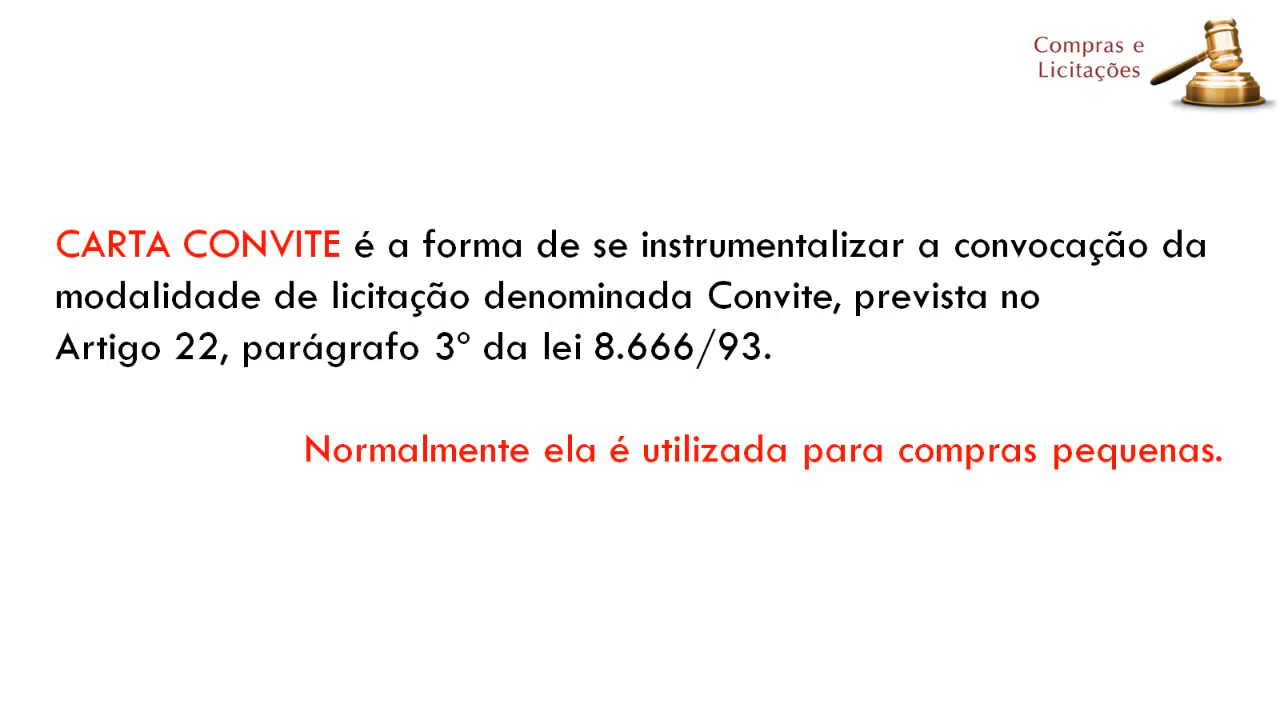 Compras e
Licitações
CARTA CONVITE é a forma de se instrumentalizar a convocação da
modalidade de licitação denominada Convite, prevista no
Artigo 22, parágrafo 3º da lei 8.666/93.
Normalmente ela é utilizada para compras pequenas.